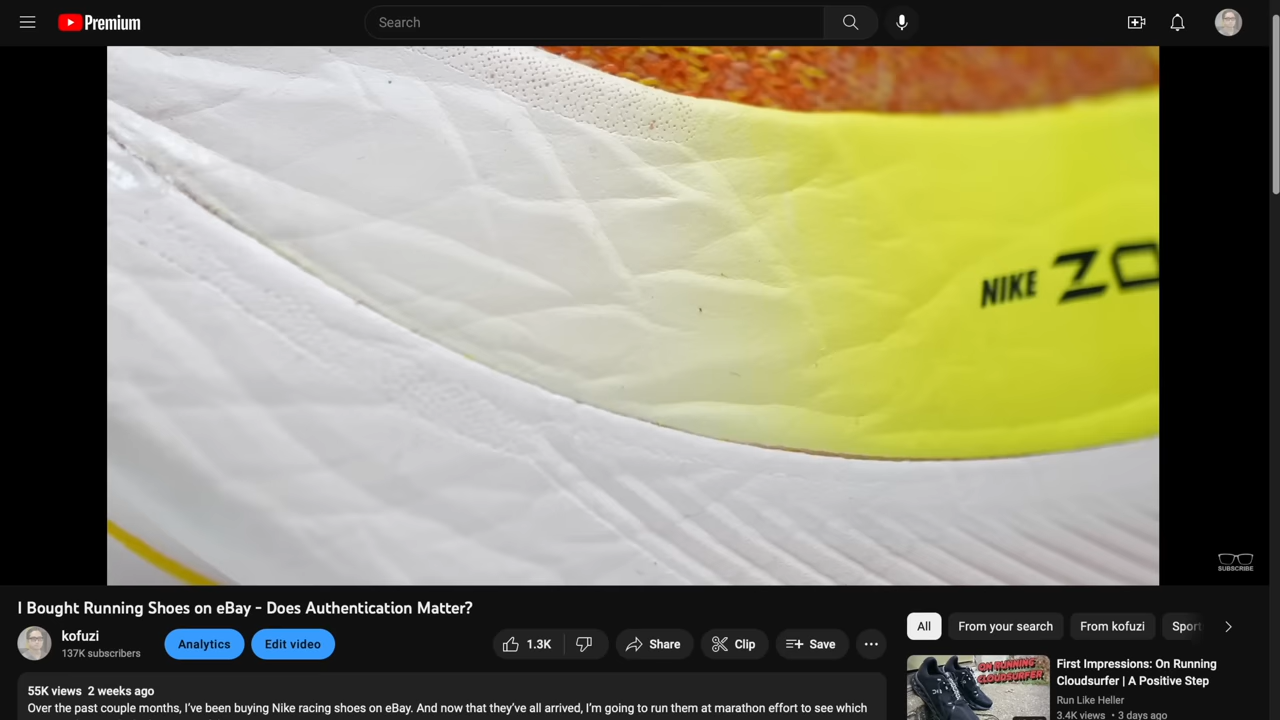 Premium
Search
NIKE ZO
SUBSCRIBE
I Bought Running Shoes on eBay - Does Authentication Matter?
kofuzi
137K subscribers
Analytics
Edit video
1.3K
Share
Clip
Save
All
From your search
From kofuzi
Sport
55K views 2 weeks ago
Over the past couple months, I've been buying Nike racing shoes on eBay. And now that they've all arrived, I'm going to run them at marathon effort to see which
ON RUNNING
CLOUDSURFER
First Impressions: On Running
Cloudsurfer | A Positive Step
Run Like Heller
3.4K views • 3 days ago